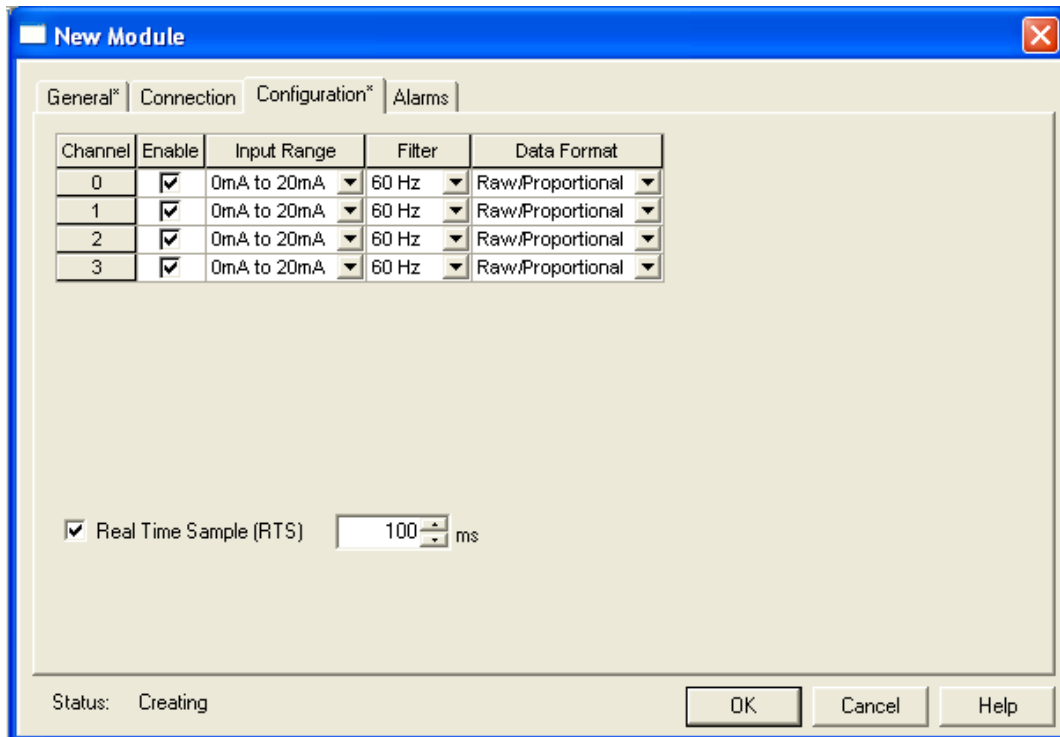 New Module
General* Connection Configuration* Alarms
Channel Enable Input Range Filter Data Format
0 0mA to 20mA 60 Hz Raw/Proportional
1 0mA to 20mA 60 Hz Raw/Proportional
2 0mA to 20mA 60 Hz Raw/Proportional
3 0mA to 20mA 60 Hz Raw/Proportional
Real Time Sample (RTS) 100 ms
Status: Creating OK Cancel Help